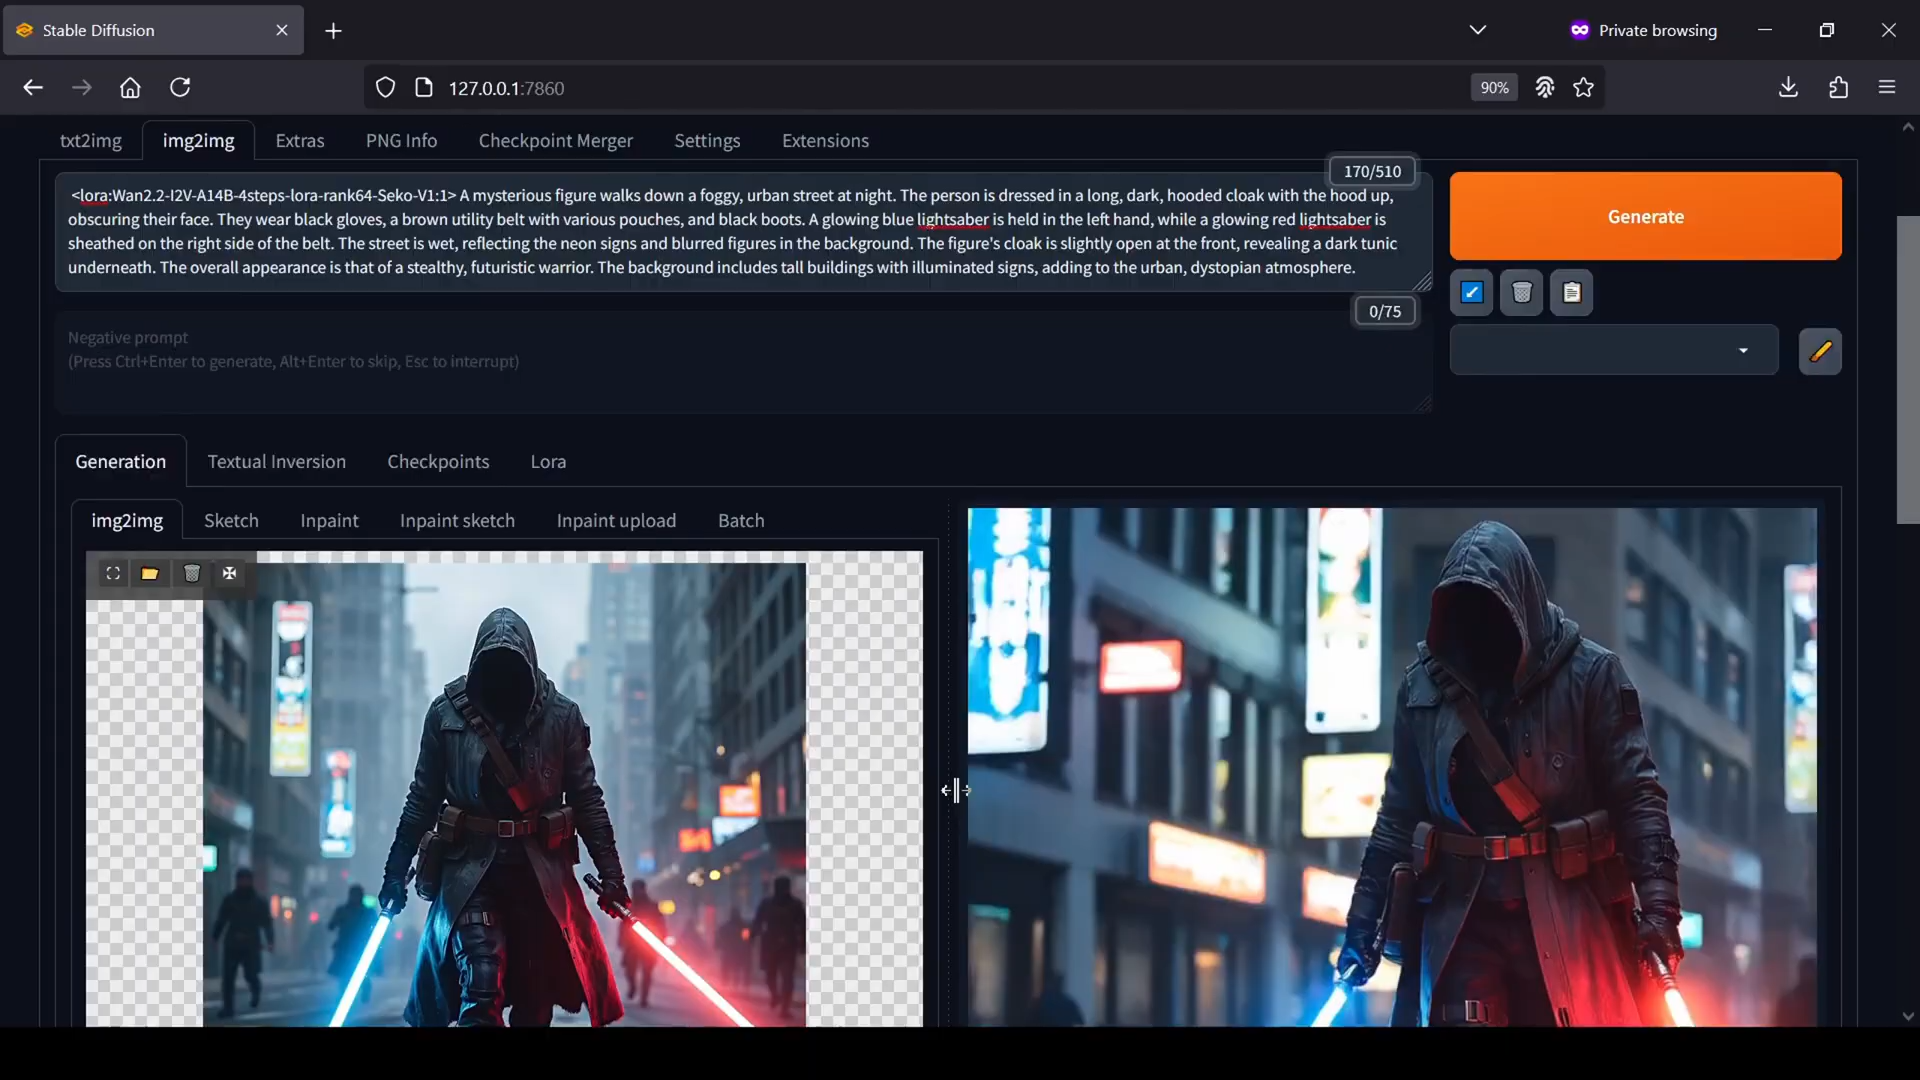 Stable Diffusion
Private browsing
127.0.0.1:7860
90%
txt2img
img2img
Extras
PNG Info
Checkpoint Merger
Settings
Extensions
170/510
<lora:Wan2.2-I2V-A14B-4steps-lora-rank64-Seko-V1:1> A mysterious figure walks down a foggy, urban street at night. The person is dressed in a long, dark, hooded cloak with the hood up,
obscuring their face. They wear black gloves, a brown utility belt with various pouches, and black boots. A glowing blue lightsaber is held in the left hand, while a glowing red lightsaber is
sheathed on the right side of the belt. The street is wet, reflecting the neon signs and blurred figures in the background. The figure's cloak is slightly open at the front, revealing a dark tunic
underneath. The overall appearance is that of a stealthy, futuristic warrior. The background includes tall buildings with illuminated signs, adding to the urban, dystopian atmosphere.
Generate
0/75
Negative prompt
(Press Ctrl+Enter to generate, Alt+Enter to skip, Esc to interrupt)
Generation
Textual Inversion
Checkpoints
Lora
img2img
Sketch
Inpaint
Inpaint sketch
Inpaint upload
Batch